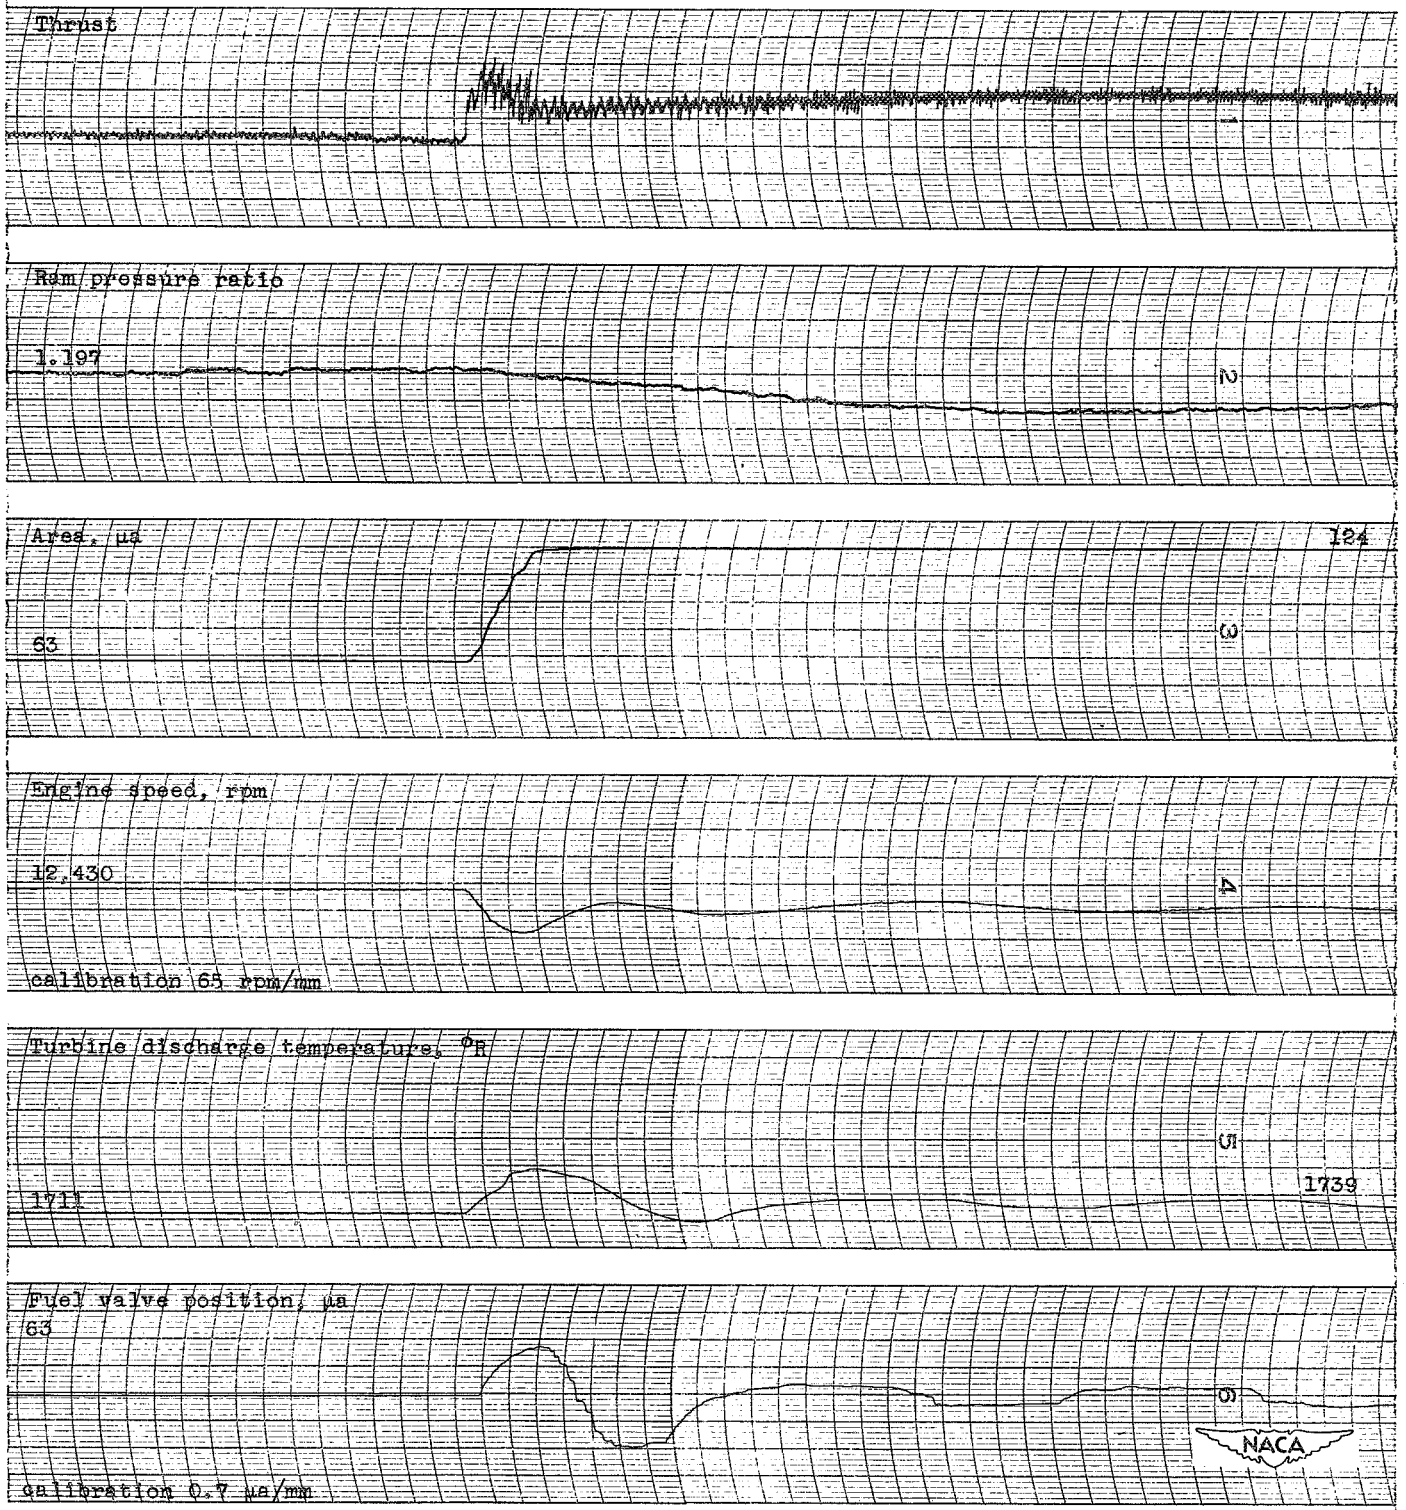 Thrust
1
Ram pressure ratio
1.197
2
Area, μa
124
63
3
Engine speed, rpm
12,430
4
calibration 65 rpm/mm
Turbine discharge temperature, °R
5
1711
1739
Fuel valve position, μa
63
6
NACA
calibration 0.7 μa/mm